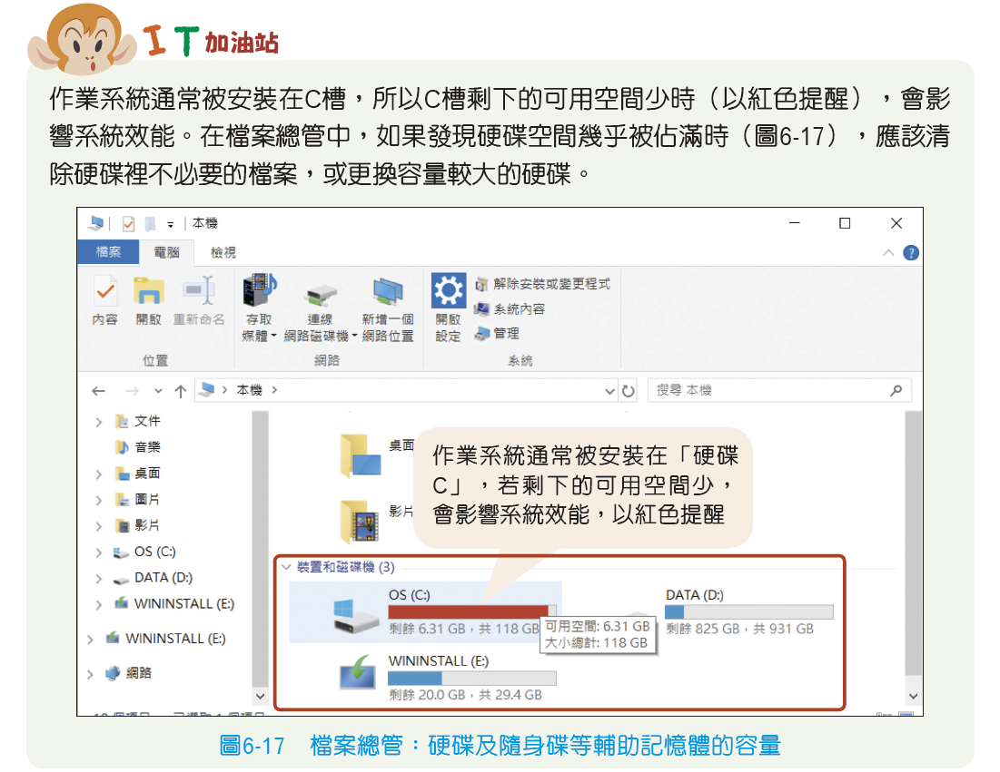 IT加油站
作業系統通常被安裝在C槽，所以C槽剩下的可用空間少時（以紅色提醒），會影
響系統效能。在檔案總管中，如果發現硬碟空間幾乎被佔滿時（圖6-17），應該清
除硬碟裡不必要的檔案，或更換容量較大的硬碟。
本機
檔案 電腦 檢視
內容 開啟 重新命名 存取媒體 連線網路磁碟機 新增一個網路位置 開啟設定
解除安裝或變更程式
系統內容
管理
位置 網路 系統
本機 搜尋 本機
文件
音樂
桌面
圖片
影片
OS (C:)
DATA (D:)
WININSTALL (E:)
WININSTALL (E:)
網路
桌面
影片
作業系統通常被安裝在「硬碟
C」，若剩下的可用空間少，
會影響系統效能，以紅色提醒
裝置和磁碟機 (3)
OS (C:)
剩餘 6.31 GB，共 118 GB
可用空間: 6.31 GB
大小總計: 118 GB
DATA (D:)
剩餘 825 GB，共 931 GB
WININSTALL (E:)
剩餘 20.0 GB，共 29.4 GB
圖6-17 檔案總管：硬碟及隨身碟等輔助記憶體的容量